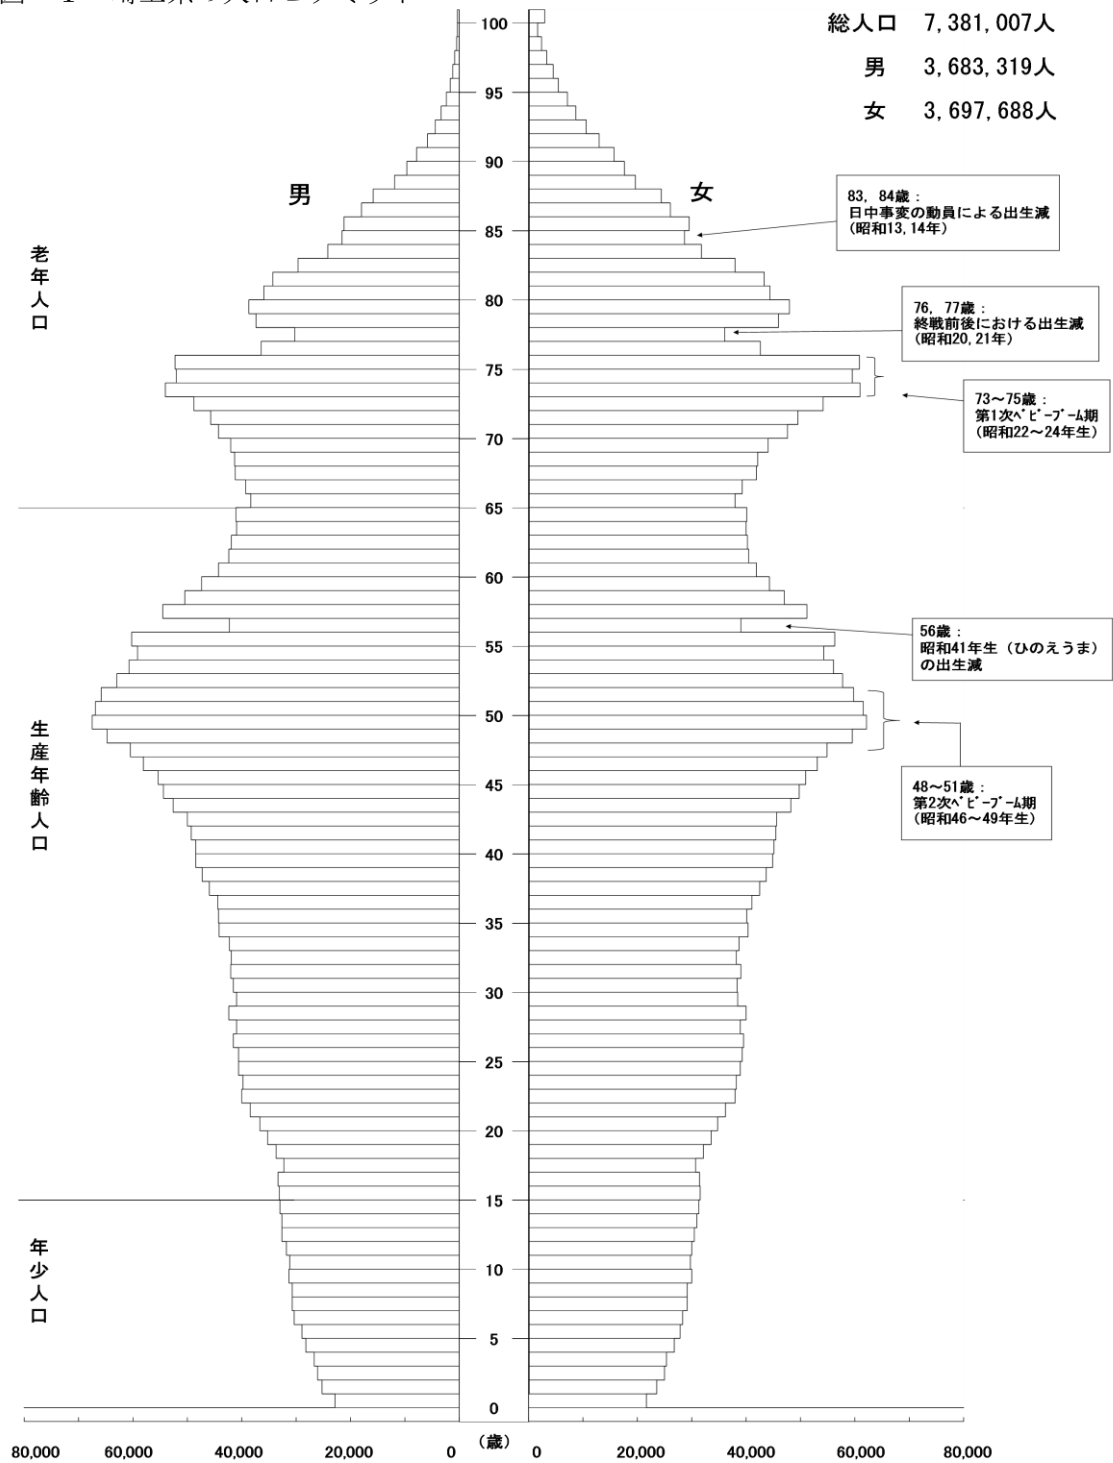 総人口 7,381,007人
男 3,683,319人
女 3,697,688人
男
女
83, 84歳：
日中事変の動員による出生減
(昭和13,14年)
76, 77歳：
終戦前後における出生減
(昭和20,21年)
73～75歳：
第1次ﾍﾞﾋﾞｰﾌﾞｰﾑ期
(昭和22～24年生)
56歳：
昭和41年生（ひのえうま）
の出生減
48～51歳：
第2次ﾍﾞﾋﾞｰﾌﾞｰﾑ期
(昭和46～49年生)
老年人口
生産年齢人口
年少人口
100
95
90
85
80
75
70
65
60
55
50
45
40
35
30
25
20
15
10
5
0
80,000 60,000 40,000 20,000 0 (歳) 0 20,000 40,000 60,000 80,000